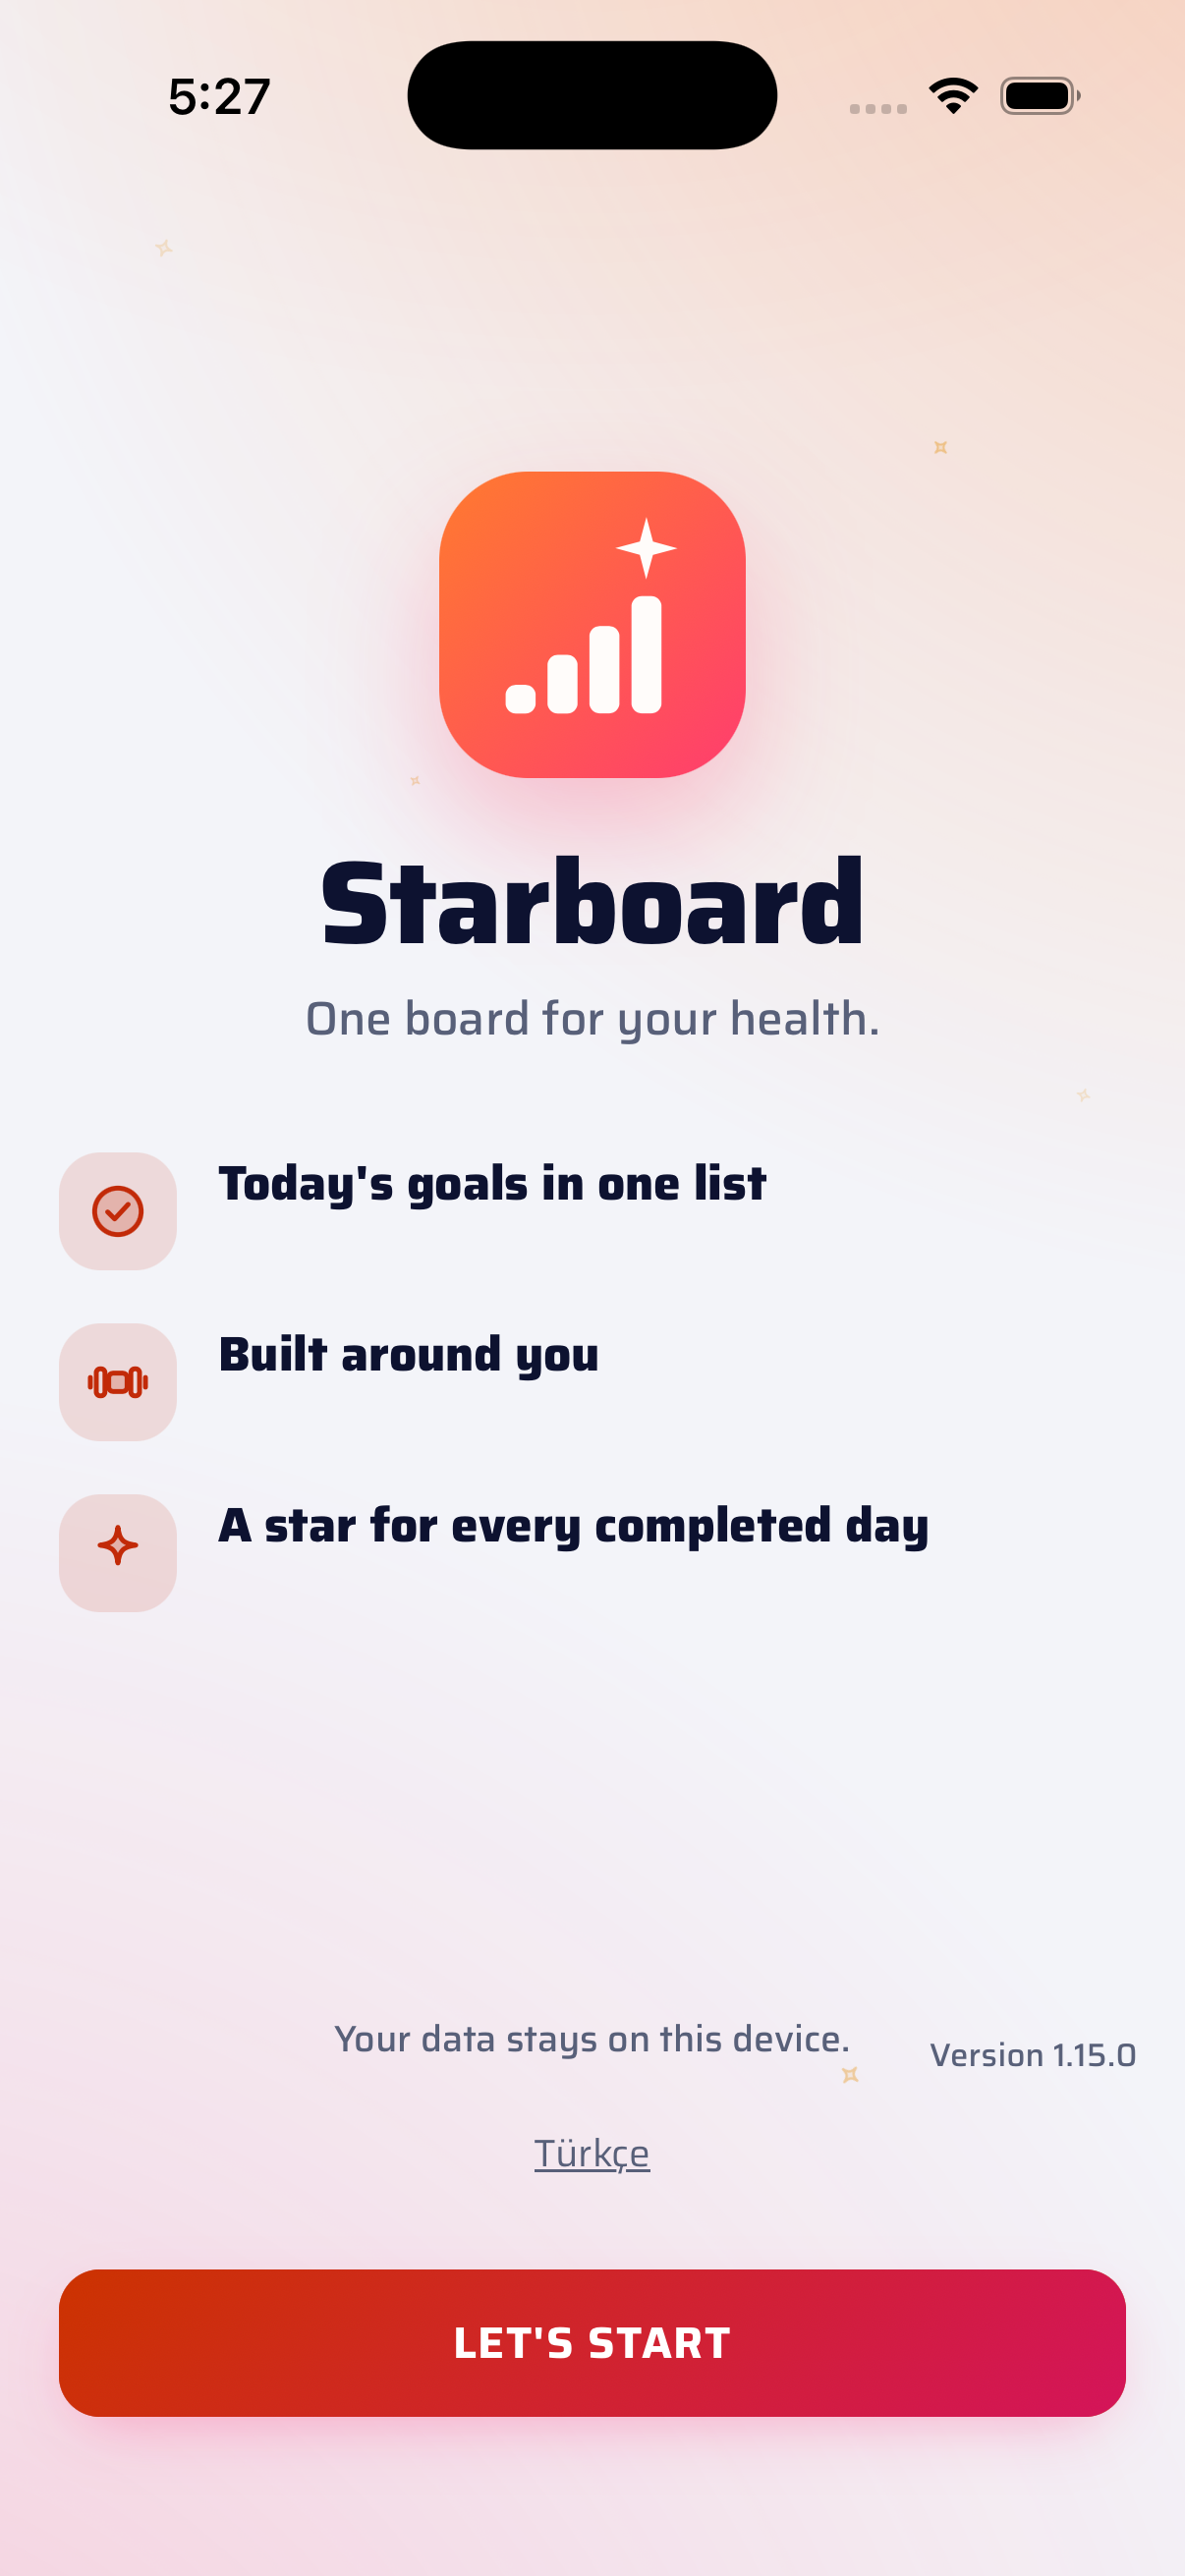 5:27
Starboard
One board for your health.
Today's goals in one list
Built around you
A star for every completed day
Your data stays on this device.
Version 1.15.0
Türkçe
LET'S START